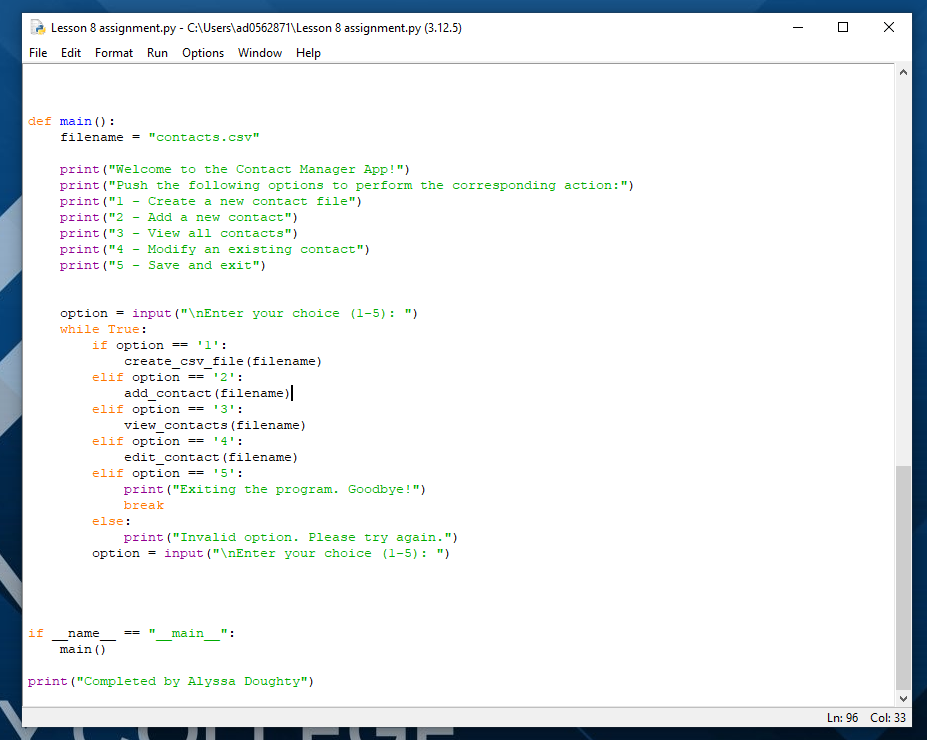 Lesson 8 assignment.py - C:\Users\ad0562871\Lesson 8 assignment.py (3.12.5)
File Edit Format Run Options Window Help
def main():
    filename = "contacts.csv"
    print("Welcome to the Contact Manager App!")
    print("Push the following options to perform the corresponding action:")
    print("1 - Create a new contact file")
    print("2 - Add a new contact")
    print("3 - View all contacts")
    print("4 - Modify an existing contact")
    print("5 - Save and exit")
    option = input("\nEnter your choice (1-5): ")
    while True:
        if option == '1':
            create_csv_file(filename)
        elif option == '2':
            add_contact(filename)
        elif option == '3':
            view_contacts(filename)
        elif option == '4':
            edit_contact(filename)
        elif option == '5':
            print("Exiting the program. Goodbye!")
            break
        else:
            print("Invalid option. Please try again.")
        option = input("\nEnter your choice (1-5): ")
if __name__ == "__main__":
    main()
print("Completed by Alyssa Doughty")
Ln: 96 Col: 33
Y COLLEGE